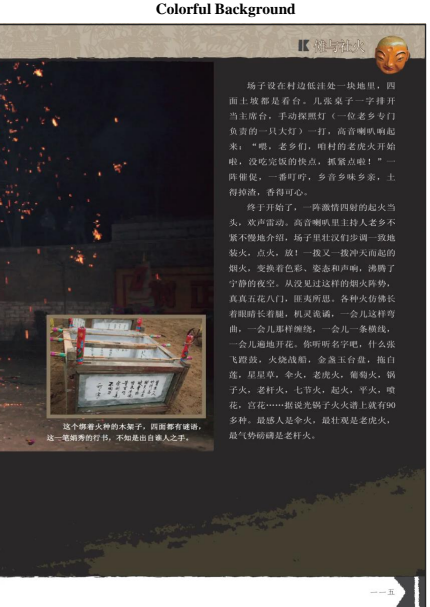 Colorful Background
傩与社火
场子设在村边低洼处一块地里，四
面土坡都是看台。几张桌子一字排开
当主席台，手动探照灯（一位老乡专门
负责的一只大灯）一打，高音喇叭响起
来：“喂，老乡们，咱村的老虎火开始
啦，没吃完饭的快点，抓紧点啦！”一
阵催促，一番叮咛，乡音乡味乡亲，土
得掉渣，香得可心。
终于开始了，一阵激情四射的起火当
头，欢声雷动。高音喇叭里主持人老乡不
紧不慢地介绍，场子里壮汉们步调一致地
装火，点火，放！一拨又一拨冲天而起的
烟火，变换着色彩、姿态和声响，沸腾了
宁静的夜空。从没见过这样的烟火阵势，
真真五花八门，匪夷所思。各种火仿佛长
着眼睛长着腿，机灵诡谲，一会儿这样弯
曲，一会儿那样缠绕，一会儿一条横线，
一会儿遍地开花。你听听名字吧，什么张
飞蹬鼓，火烧战船，金盏玉台盘，拖白
莲，星星草，伞火，老虎火，葡萄火，锅
子火，老杆火，七节火，起火，平火，喷
花，宫花……据说光锅子火火谱上就有90
多种。最感人是伞火，最壮观是老虎火，
最气势磅礴是老杆火。
这个绑着火种的木架子，四面都有谜语，
这一笔娟秀的行书，不知是出自谁人之手。
一一五